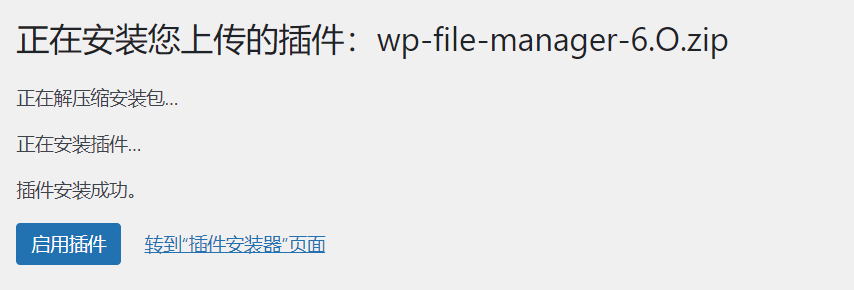 正在安装您上传的插件：wp-file-manager-6.O.zip
正在解压缩安装包…
正在安装插件…
插件安装成功。
启用插件 转到“插件安装器”页面